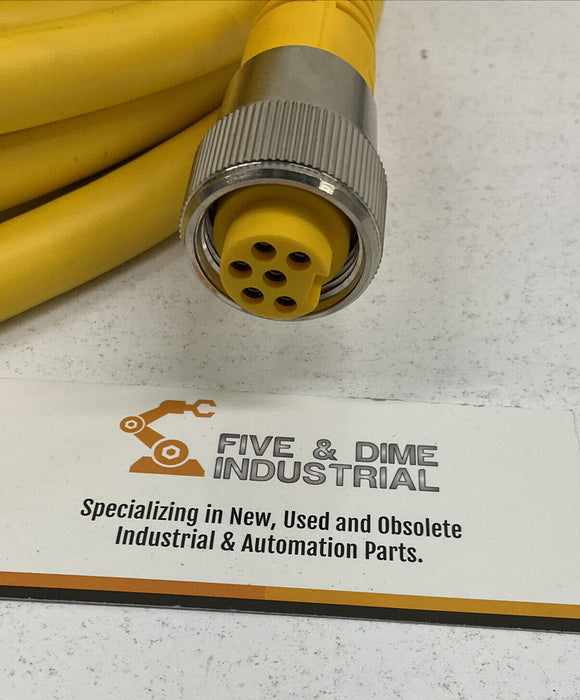 FIVE & DIME
INDUSTRIAL
Specializing in New, Used and Obsolete
Industrial & Automation Parts.